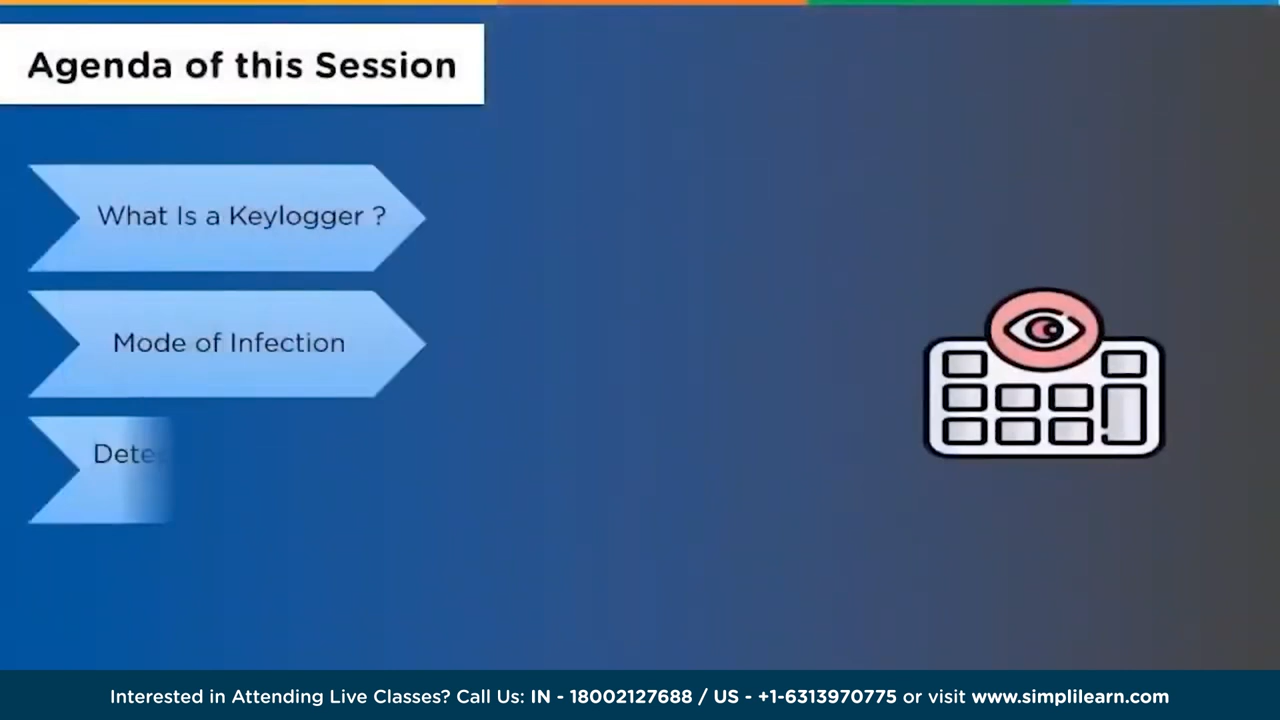 Agenda of this Session
What Is a Keylogger ?
Mode of Infection
Interested in Attending Live Classes? Call Us: IN - 18002127688 / US - +1-6313970775 or visit www.simplilearn.com